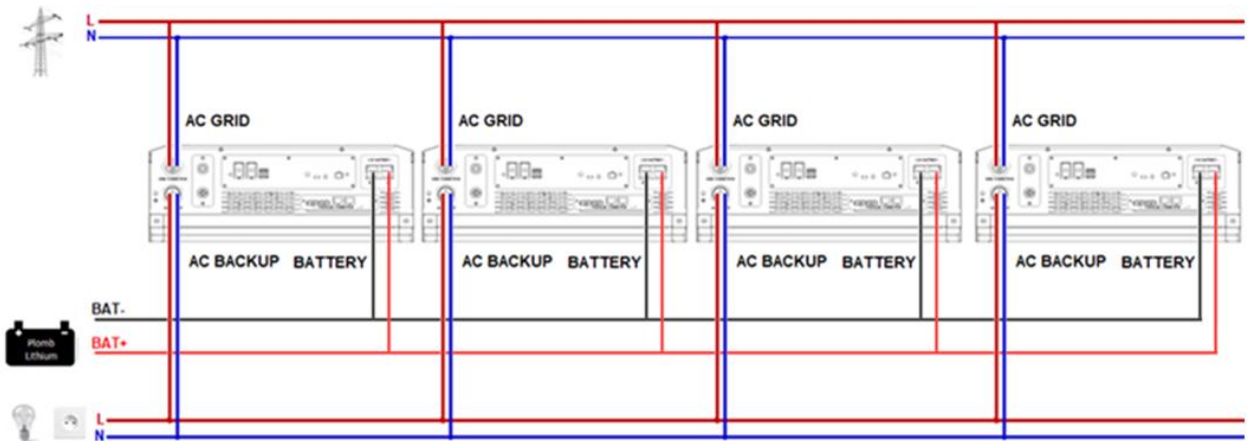 L
N
AC GRID
AC GRID
AC GRID
AC GRID
AC BACKUP BATTERY
AC BACKUP BATTERY
AC BACKUP BATTERY
AC BACKUP BATTERY
BAT-
Plomb
Lithium
BAT+
L
N